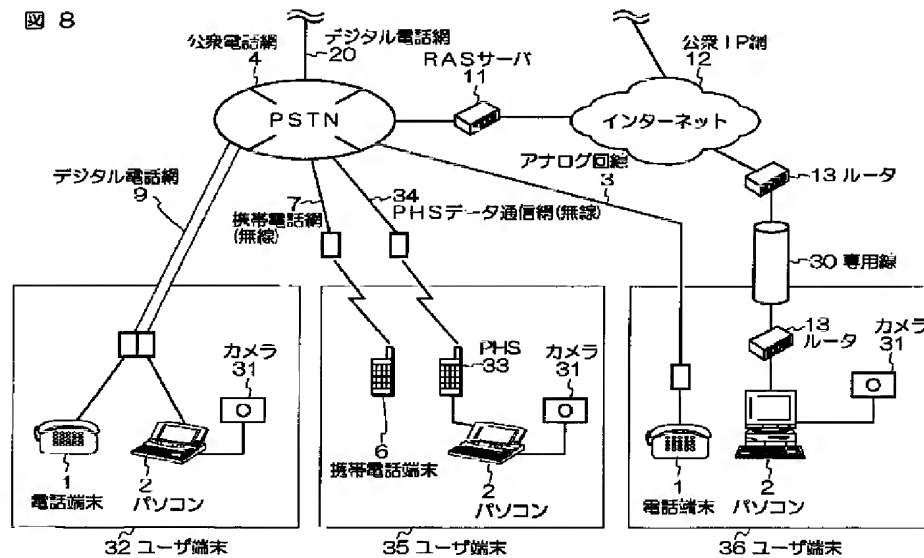 図 8
公衆電話網
4
デジタル電話網
20
RASサーバ
11
公衆IP網
12
PSTN
インターネット
アナログ回線
3
デジタル電話網
9
7
携帯電話網
(無線)
34
PHSデータ通信網(無線)
13 ルータ
30 専用線
カメラ
31
PHS
33
カメラ
31
13
ルータ
カメラ
31
1
電話端末
2 パソコン
6
携帯電話端末
2 パソコン
1
電話端末
2
パソコン
32 ユーザ端末
35 ユーザ端末
36 ユーザ端末